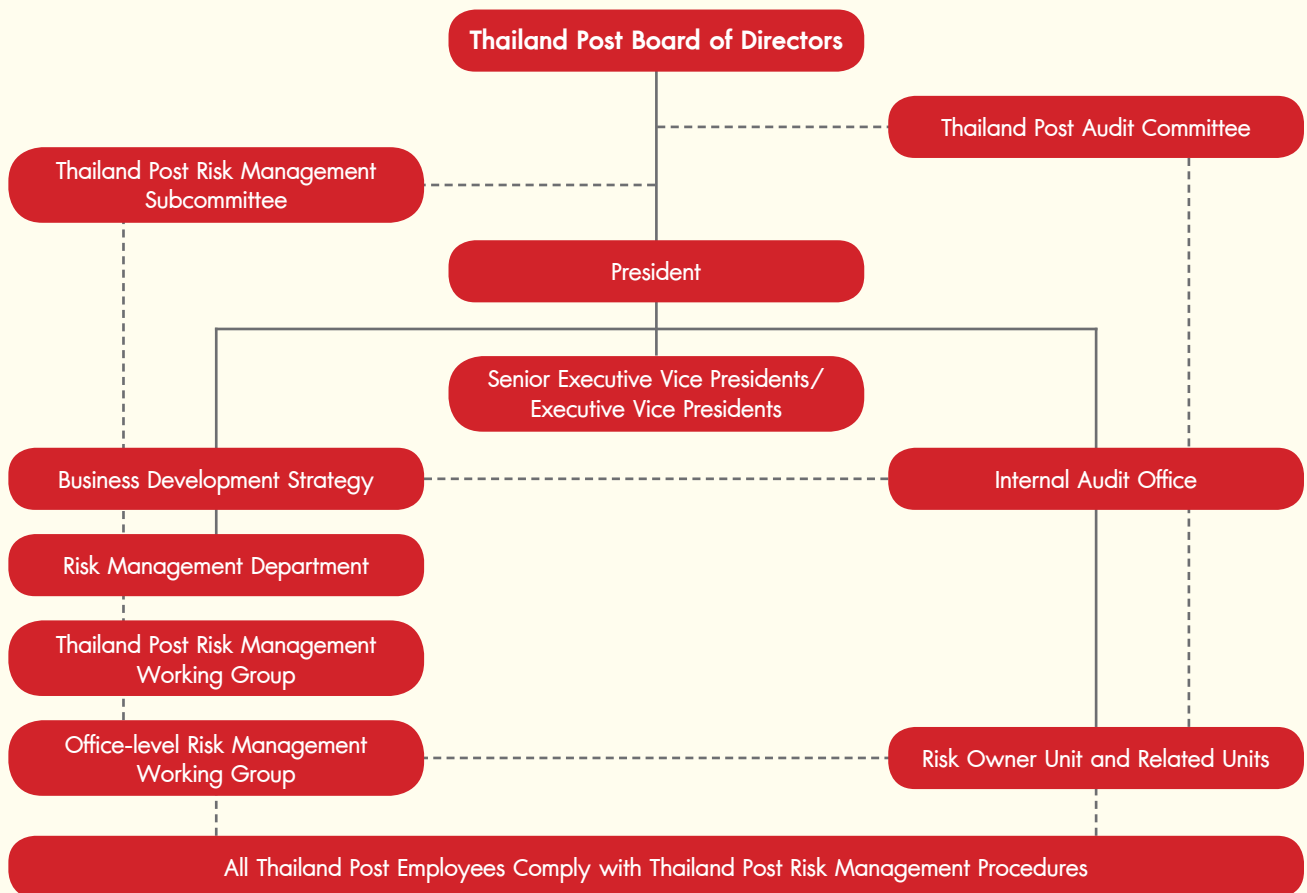 Thailand Post Board of Directors
Thailand Post Audit Committee
Thailand Post Risk Management
Subcommittee
President
Senior Executive Vice Presidents/
Executive Vice Presidents
Business Development Strategy
Internal Audit Office
Risk Management Department
Thailand Post Risk Management
Working Group
Office-level Risk Management
Working Group
Risk Owner Unit and Related Units
All Thailand Post Employees Comply with Thailand Post Risk Management Procedures